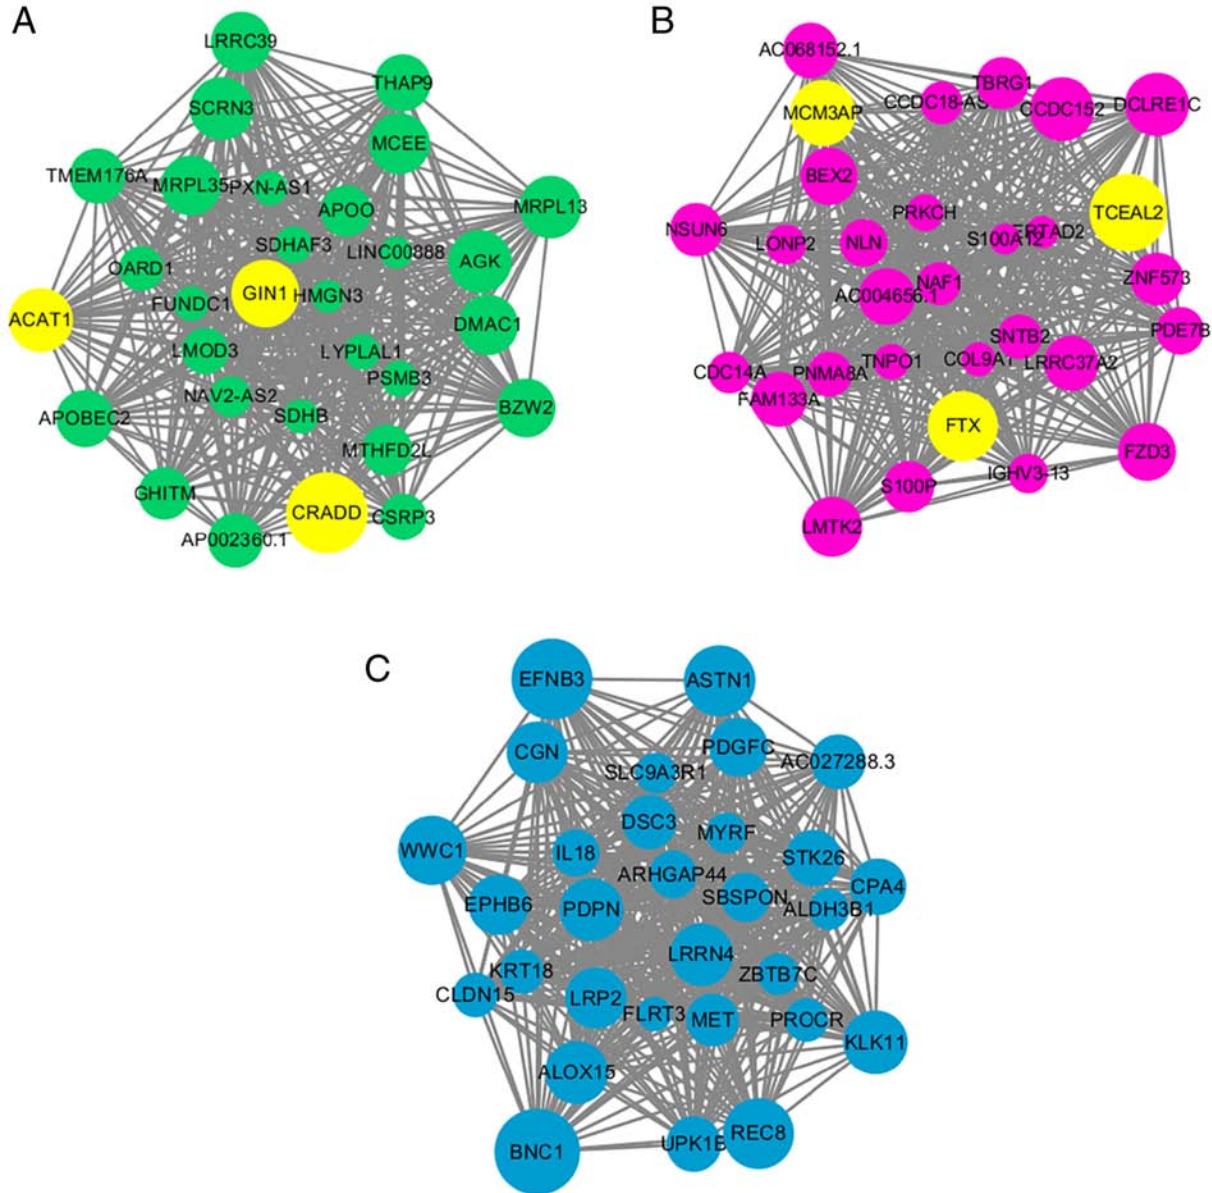 A
LRRC39
THAP9
SCRN3
MCEE
TMEM176A
MRPL35
PXN-AS1
APOO
MRPL13
SDHAF3
LINC00888
AGK
OARD1
GIN1
HMGN3
FUNDC1
ACAT1
DMAC1
LMOD3
LYPLAL1
PSMB3
NAV2-AS2
SDHB
APOBEC2
BZW2
MTHFD2L
GHITM
CRADD
CSRP3
AP002360.1
B
AC068152.1
TBRG1
CCDC18-AS
MCM3AP
CCDC152
DCLRE1C
BEX2
PRKCH
TCEAL2
NSUN6
LONP2
NLN
S100A12
ERTAD2
AC004656.1
NAF1
ZNF573
PDE7B
SNTB2
CDC14A
PNMA8A
TNPO1
COL9A1
LRRC37A2
FAM133A
FTX
FZD3
IGHV3-13
S100P
LMTK2
C
EFNB3
ASTN1
CGN
PDGFC
AC027288.3
SLC9A3R1
DSC3
MYRF
WWC1
IL18
STK26
ARHGAP44
CPA4
SBSPON
ALDH3B1
EPHB6
PDPN
LRRN4
KRT18
ZBTB7C
CLDN15
LRP2
FLRT3
MET
PROCR
KLK11
ALOX15
BNC1
UPK1B
REC8